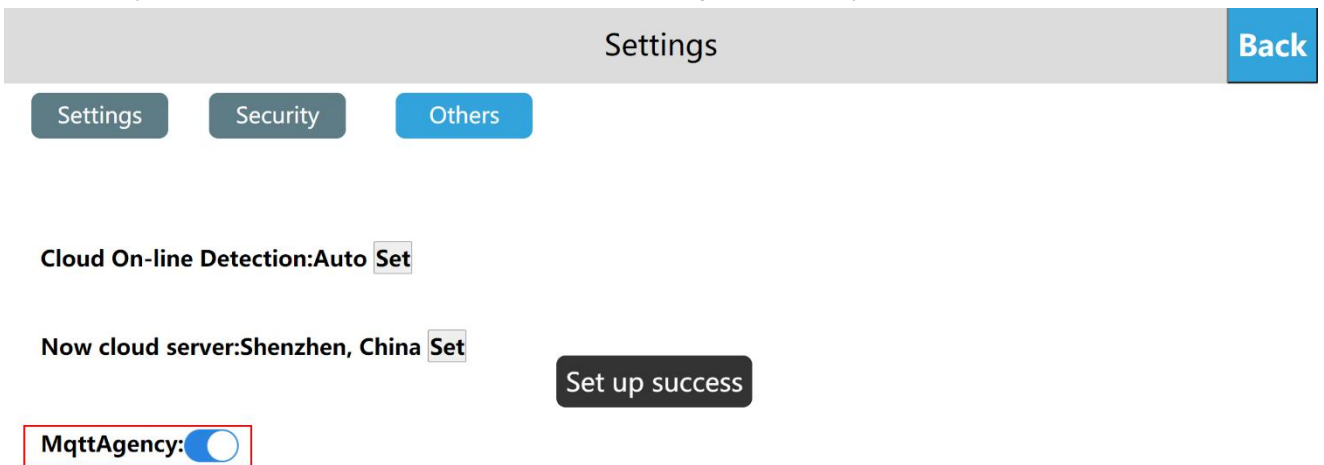 Settings
Back
Settings Security Others
Cloud On-line Detection:Auto Set
Now cloud server:Shenzhen, China Set
Set up success
MqttAgency: